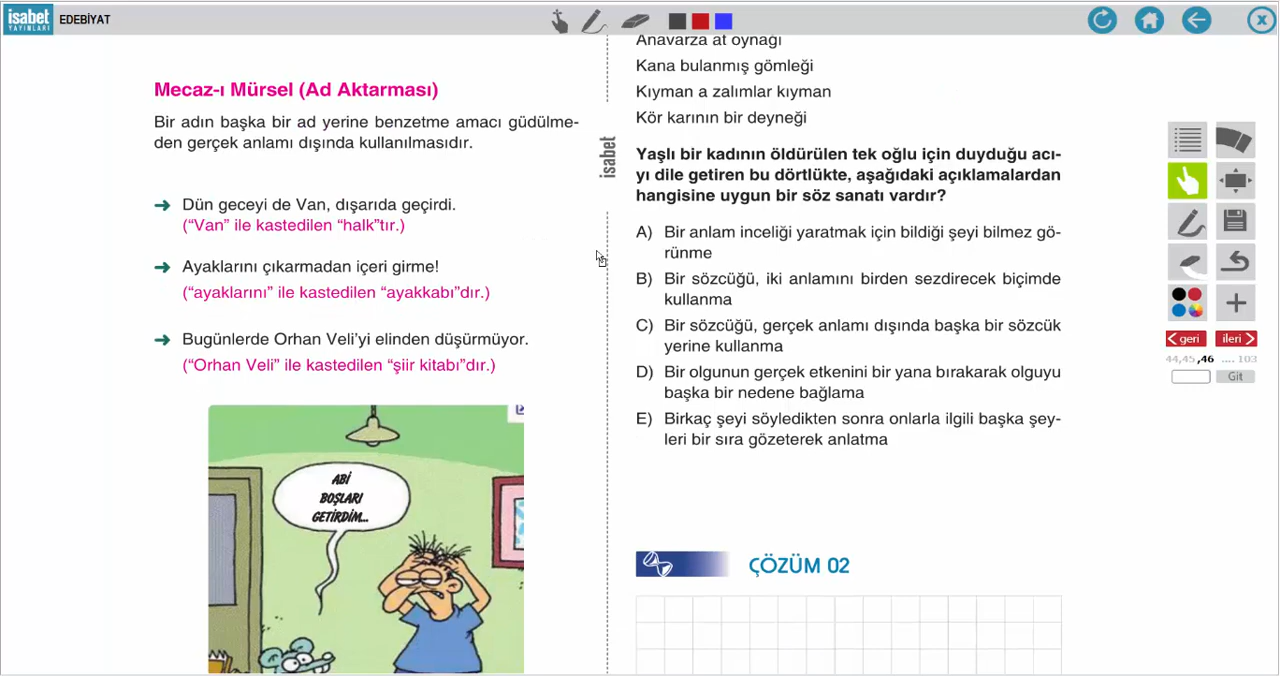 isabet
YAYINLARI
EDEBİYAT
Mecaz-ı Mürsel (Ad Aktarması)
Bir adın başka bir ad yerine benzetme amacı güdülme-
den gerçek anlamı dışında kullanılmasıdır.
Dün geceyi de Van, dışarıda geçirdi.
(“Van” ile kastedilen “halk”tır.)
Ayaklarını çıkarmadan içeri girme!
(“ayaklarını” ile kastedilen “ayakkabı”dır.)
Bugünlerde Orhan Veli’yi elinden düşürmüyor.
(“Orhan Veli” ile kastedilen “şiir kitabı”dır.)
ABİ
BOŞLARI
GETİRDİM...
isabet
Anavarza at oynağı
Kana bulanmış gömleği
Kıyman a zalımlar kıyman
Kör karının bir deyneği
Yaşlı bir kadının öldürülen tek oğlu için duyduğu acı-
yı dile getiren bu dörtlükte, aşağıdaki açıklamalardan
hangisine uygun bir söz sanatı vardır?
A) Bir anlam inceliği yaratmak için bildiği şeyi bilmez gö-
rünme
B) Bir sözcüğü, iki anlamını birden sezdirecek biçimde
kullanma
C) Bir sözcüğü, gerçek anlamı dışında başka bir sözcük
yerine kullanma
D) Bir olgunun gerçek etkenini bir yana bırakarak olguyu
başka bir nedene bağlama
E) Birkaç şeyi söyledikten sonra onlarla ilgili başka şey-
leri bir sıra gözeterek anlatma
ÇÖZÜM 02
geri
ileri
44,45,46 .... 103
Git